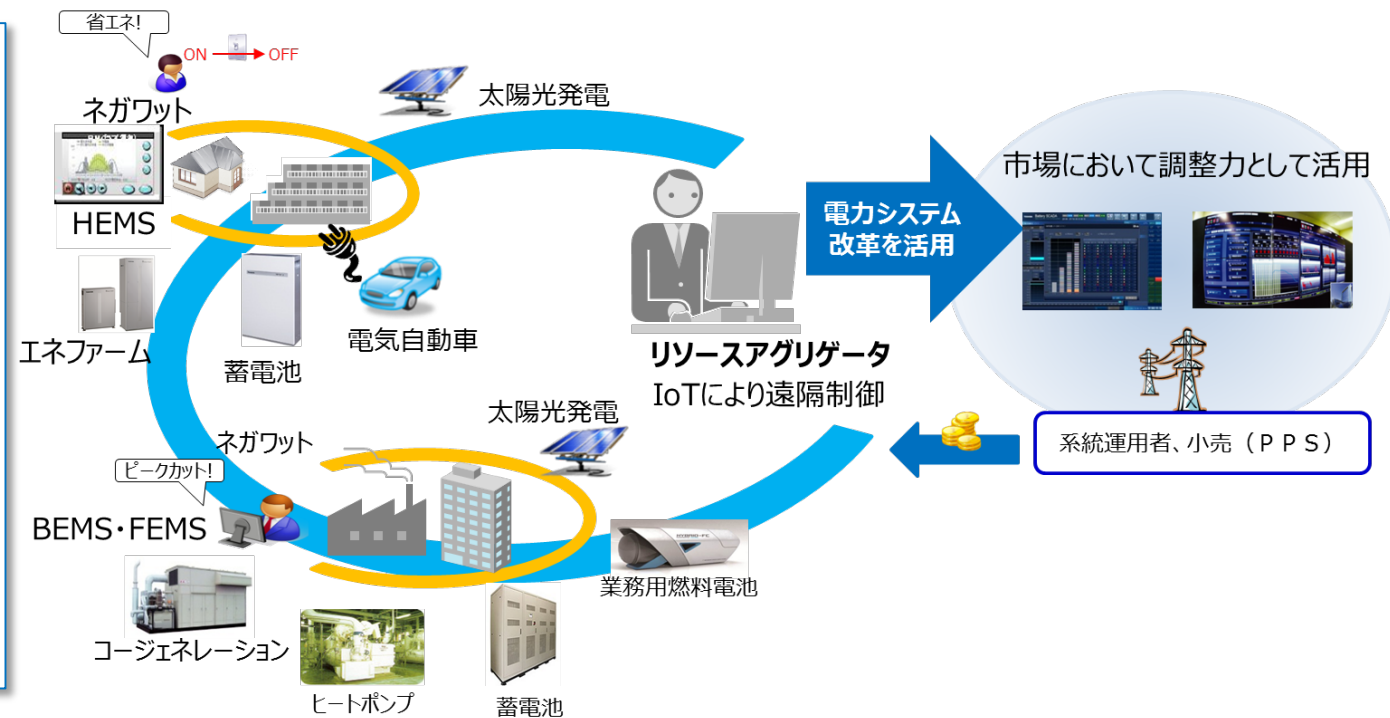 省エネ!
ON
OFF
ネガワット
太陽光発電
HEMS
エネファーム
蓄電池
電気自動車
リソースアグリゲータ
IoTにより遠隔制御
電力システム
改革を活用
市場において調整力として活用
系統運用者、小売（ＰＰＳ）
太陽光発電
ネガワット
ピークカット!
BEMS・FEMS
コージェネレーション
ヒートポンプ
蓄電池
業務用燃料電池